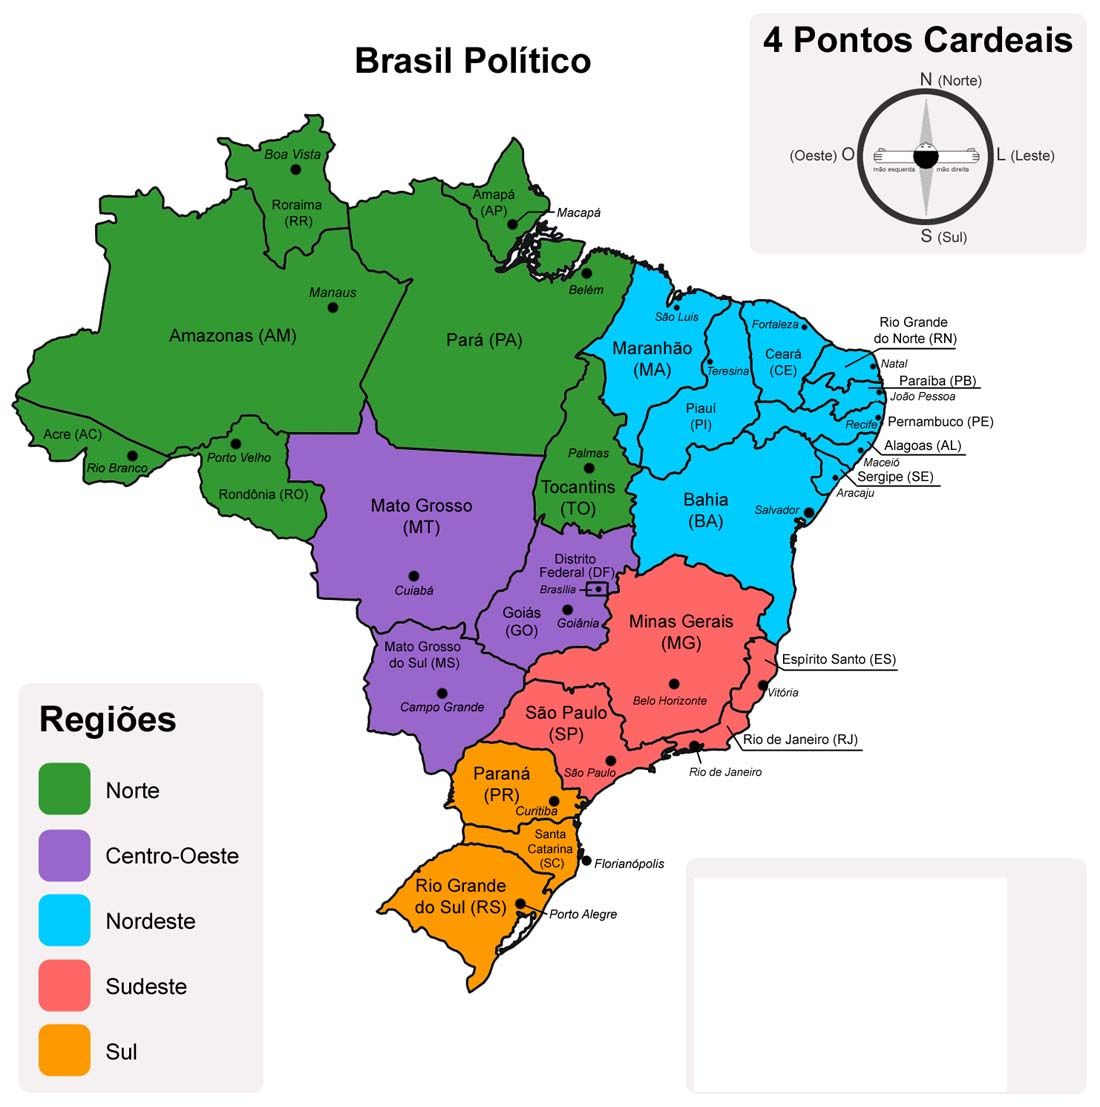 Brasil Político
4 Pontos Cardeais
N (Norte)
(Oeste) O
L (Leste)
mão esquerda
mão direita
S (Sul)
Boa Vista
Roraima
(RR)
Amapá
(AP)
Macapá
Manaus
Belém
Amazonas (AM)
Pará (PA)
São Luis
Maranhão
(MA)
Teresina
Fortaleza
Ceará
(CE)
Rio Grande
do Norte (RN)
Natal
Paraíba (PB)
João Pessoa
Piauí
(PI)
Recife
Pernambuco (PE)
Alagoas (AL)
Maceió
Sergipe (SE)
Aracaju
Acre (AC)
Rio Branco
Porto Velho
Rondônia (RO)
Palmas
Tocantins
(TO)
Bahia
(BA)
Salvador
Mato Grosso
(MT)
Cuiabá
Distrito
Federal (DF)
Brasília
Goiás
(GO)
Goiânia
Minas Gerais
(MG)
Belo Horizonte
Espírito Santo (ES)
Vitória
Mato Grosso
do Sul (MS)
Campo Grande
São Paulo
(SP)
São Paulo
Rio de Janeiro (RJ)
Rio de Janeiro
Paraná
(PR)
Curitiba
Santa
Catarina
(SC)
Florianópolis
Rio Grande
do Sul (RS)
Porto Alegre
Regiões
Norte
Centro-Oeste
Nordeste
Sudeste
Sul